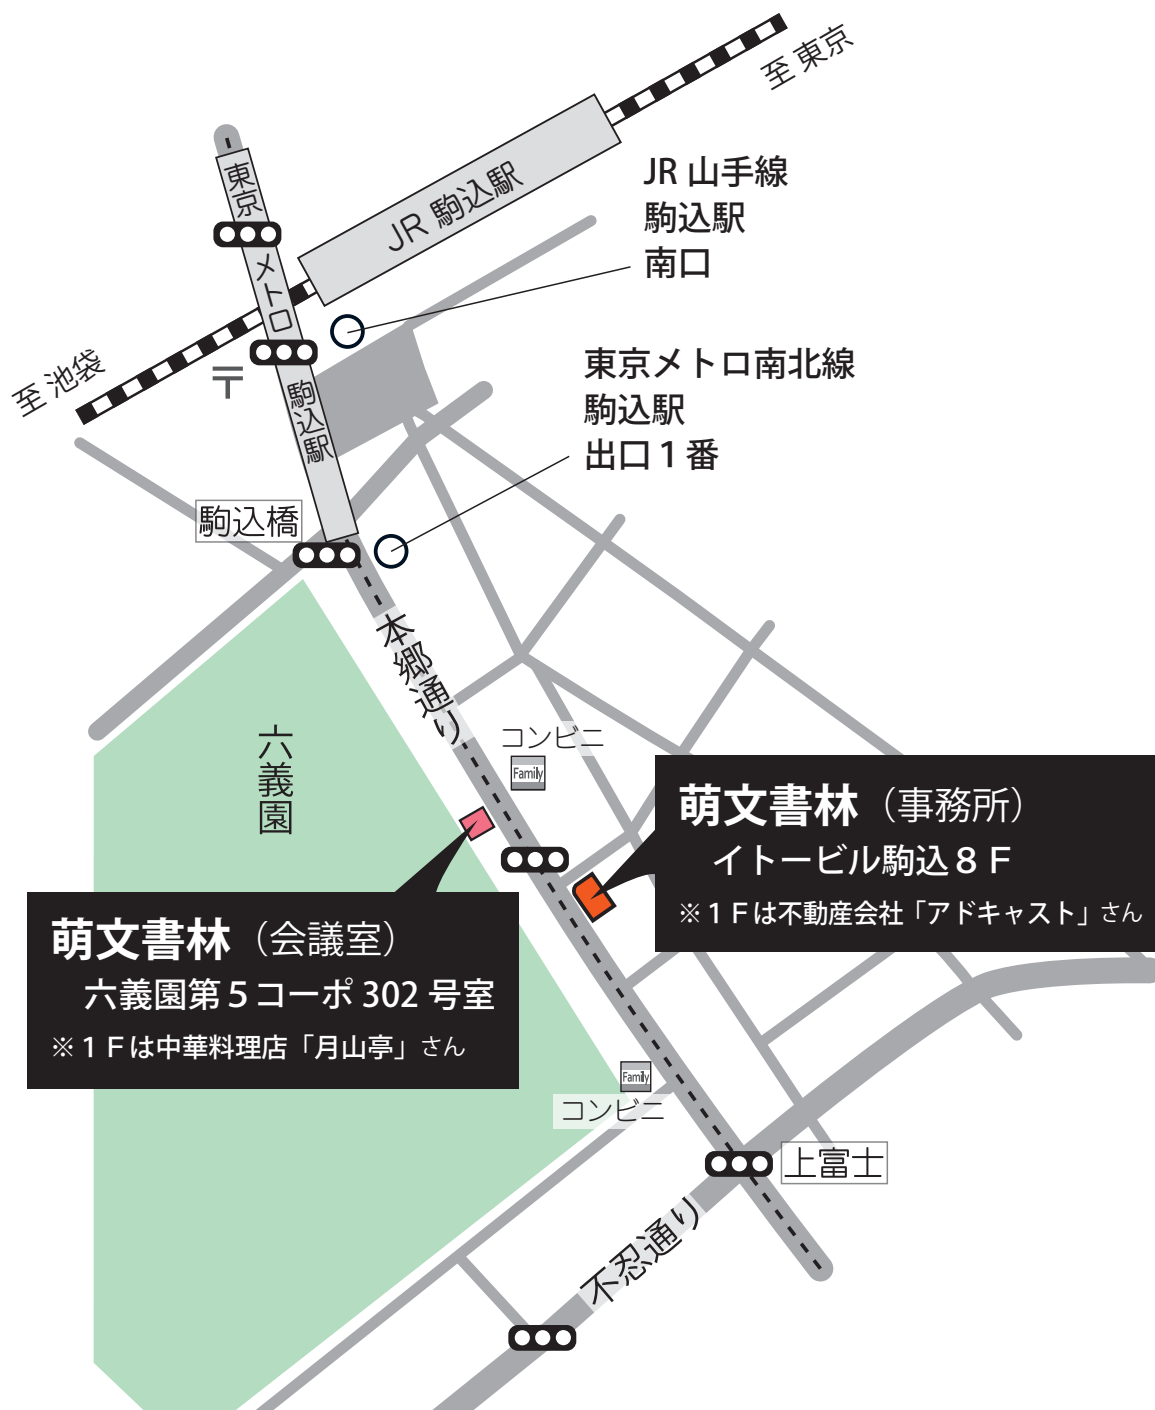 至 東京
JR 駒込駅
JR 山手線
駒込駅
南口
東京メトロ駒込駅
至 池袋
〒
東京メトロ南北線
駒込駅
出口 1 番
駒込橋
本郷通り
六義園
コンビニ
Family
萌文書林（事務所）
イトービル駒込８Ｆ
※１Ｆは不動産会社「アドキャスト」さん
萌文書林（会議室）
六義園第５コーポ 302 号室
※１Ｆは中華料理店「月山亭」さん
Family
コンビニ
上富士
不忍通り